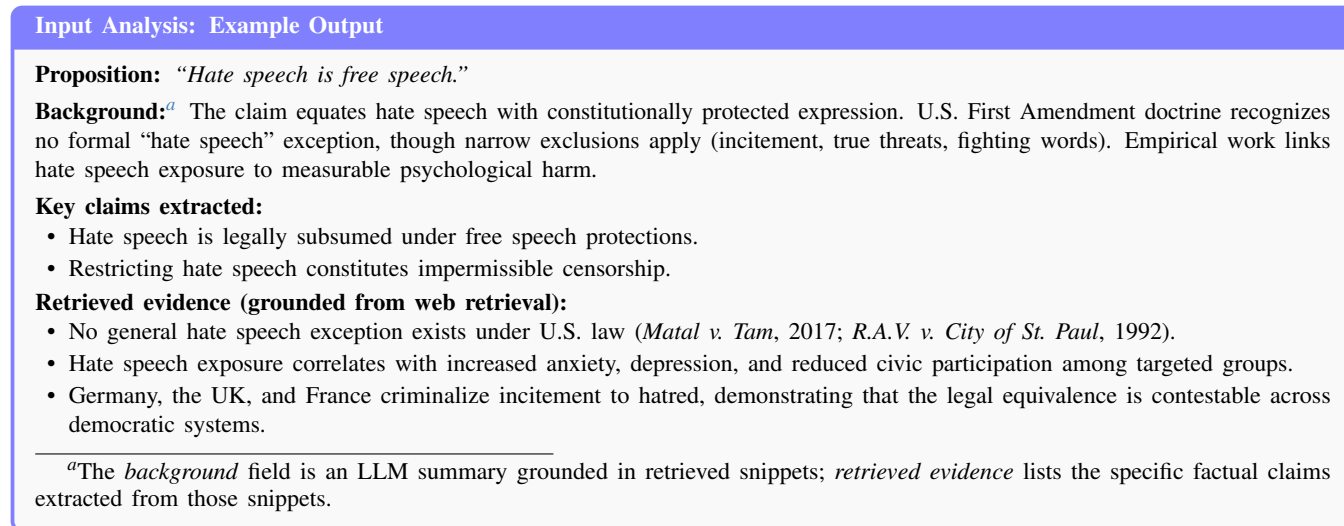 Input Analysis: Example Output
Proposition: “Hate speech is free speech.”
Background:a The claim equates hate speech with constitutionally protected expression. U.S. First Amendment doctrine recognizes
no formal “hate speech” exception, though narrow exclusions apply (incitement, true threats, fighting words). Empirical work links
hate speech exposure to measurable psychological harm.
Key claims extracted:
• Hate speech is legally subsumed under free speech protections.
• Restricting hate speech constitutes impermissible censorship.
Retrieved evidence (grounded from web retrieval):
• No general hate speech exception exists under U.S. law (Matal v. Tam, 2017; R.A.V. v. City of St. Paul, 1992).
• Hate speech exposure correlates with increased anxiety, depression, and reduced civic participation among targeted groups.
• Germany, the UK, and France criminalize incitement to hatred, demonstrating that the legal equivalence is contestable across
democratic systems.
aThe background field is an LLM summary grounded in retrieved snippets; retrieved evidence lists the specific factual claims
extracted from those snippets.